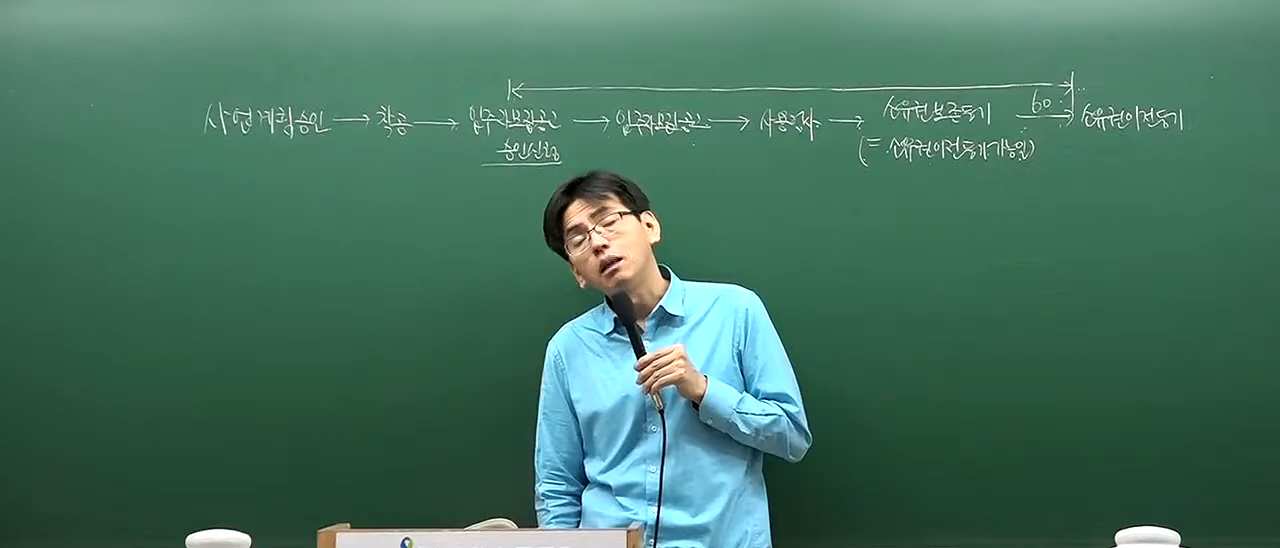 사업계획승인 → 착공 → 입주자모집공고 → 입주자모집공고 → 사용검사 → 소유권보존등기 60 → 소유권이전등기
승인신청 (= 소유권이전등기가능일)